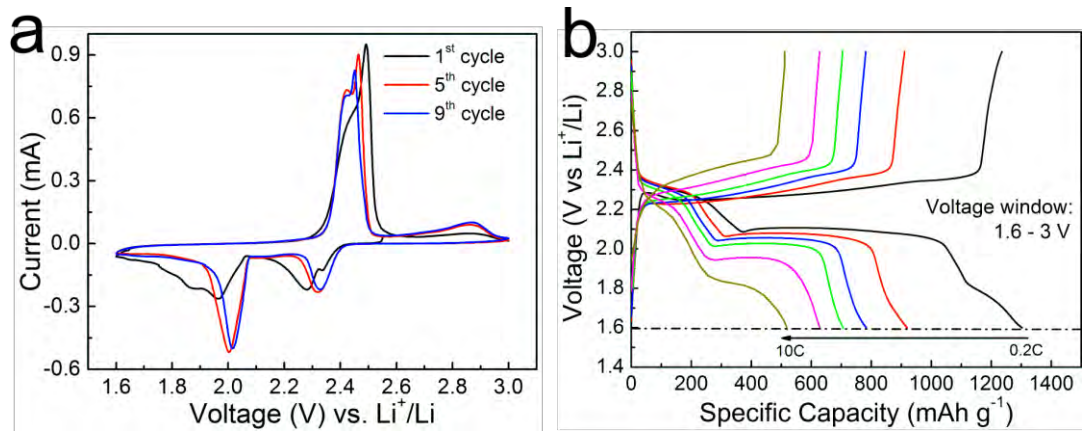 a
0.9
0.6
0.3
0.0
-0.3
-0.6
Current (mA)
1st cycle
5th cycle
9th cycle
1.6 1.8 2.0 2.2 2.4 2.6 2.8 3.0
Voltage (V) vs. Li+/Li
b
3.0
2.8
2.6
2.4
2.2
2.0
1.8
1.6
1.4
Voltage (V vs Li+/Li)
Voltage window:
1.6 - 3 V
10C 0.2C
0 200 400 600 800 1000 1200 1400
Specific Capacity (mAh g-1)